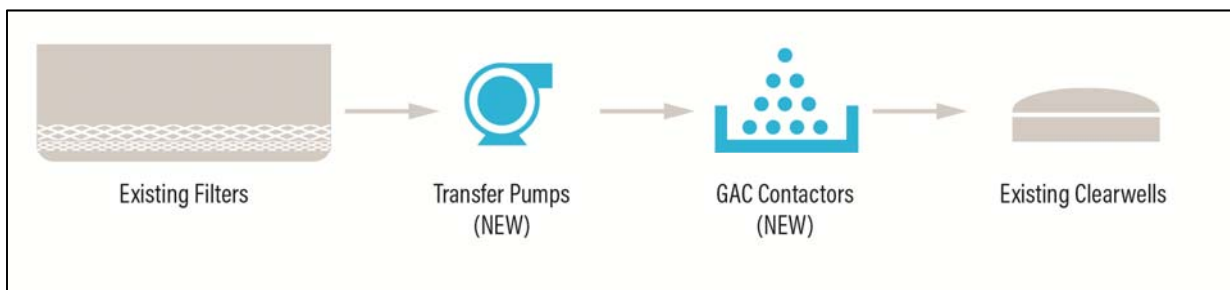 Existing Filters
Transfer Pumps
(NEW)
GAC Contactors
(NEW)
Existing Clearwells